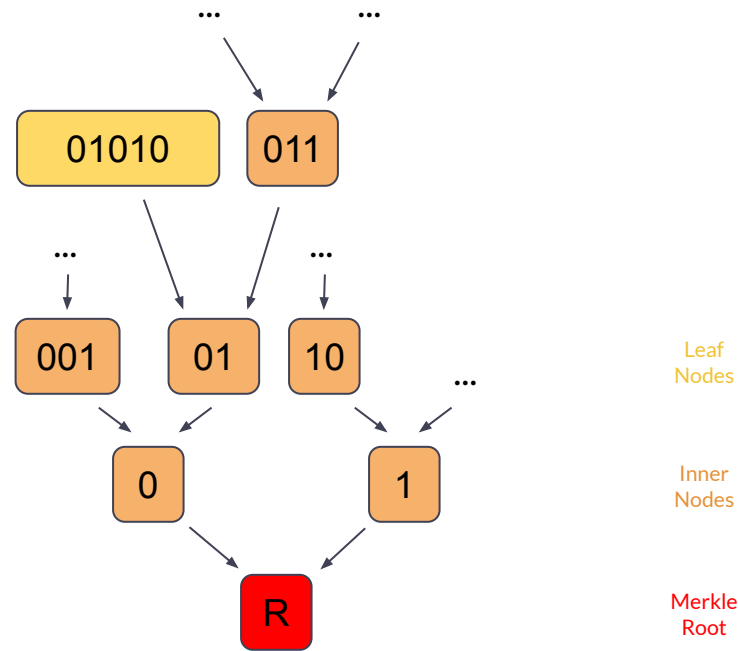 ... ...
01010 011
... ...
001 01 10
Leaf
Nodes
...
0 1
Inner
Nodes
R
Merkle
Root